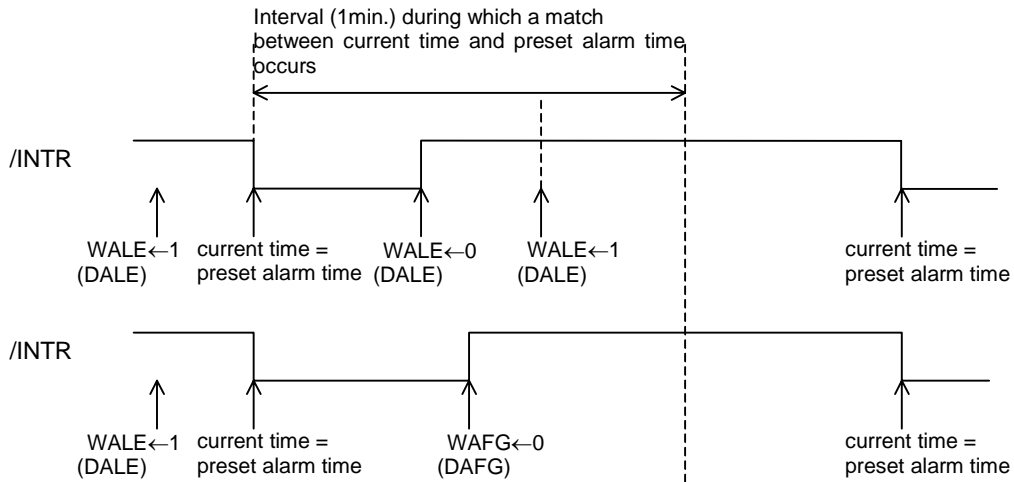 Interval (1min.) during which a match
between current time and preset alarm time
occurs
/INTR
WALE←1 current time = WALE←0 WALE←1 current time =
(DALE) preset alarm time (DALE) (DALE) preset alarm time
/INTR
WALE←1 current time = WAFG←0 current time =
(DALE) preset alarm time (DAFG) preset alarm time